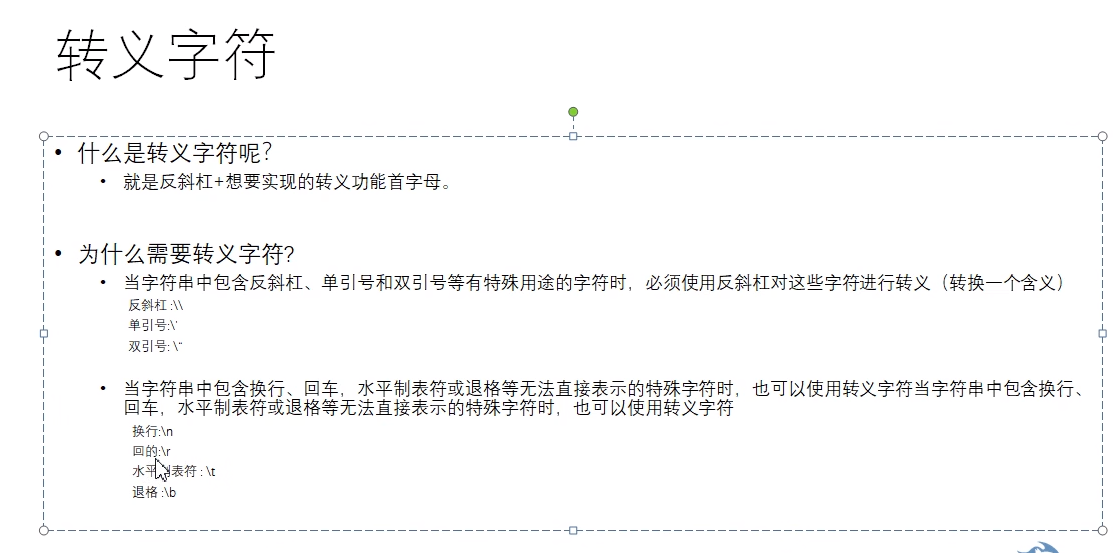 转义字符
• 什么是转义字符呢？
• 就是反斜杠+想要实现的转义功能首字母。
• 为什么需要转义字符?
• 当字符串中包含反斜杠、单引号和双引号等有特殊用途的字符时，必须使用反斜杠对这些字符进行转义（转换一个含义）
反斜杠 :\\
单引号:\'
双引号: \“
• 当字符串中包含换行、回车，水平制表符或退格等无法直接表示的特殊字符时，也可以使用转义字符当字符串中包含换行、
回车，水平制表符或退格等无法直接表示的特殊字符时，也可以使用转义字符
换行:\n
回的:\r
水平制表符 : \t
退格 :\b